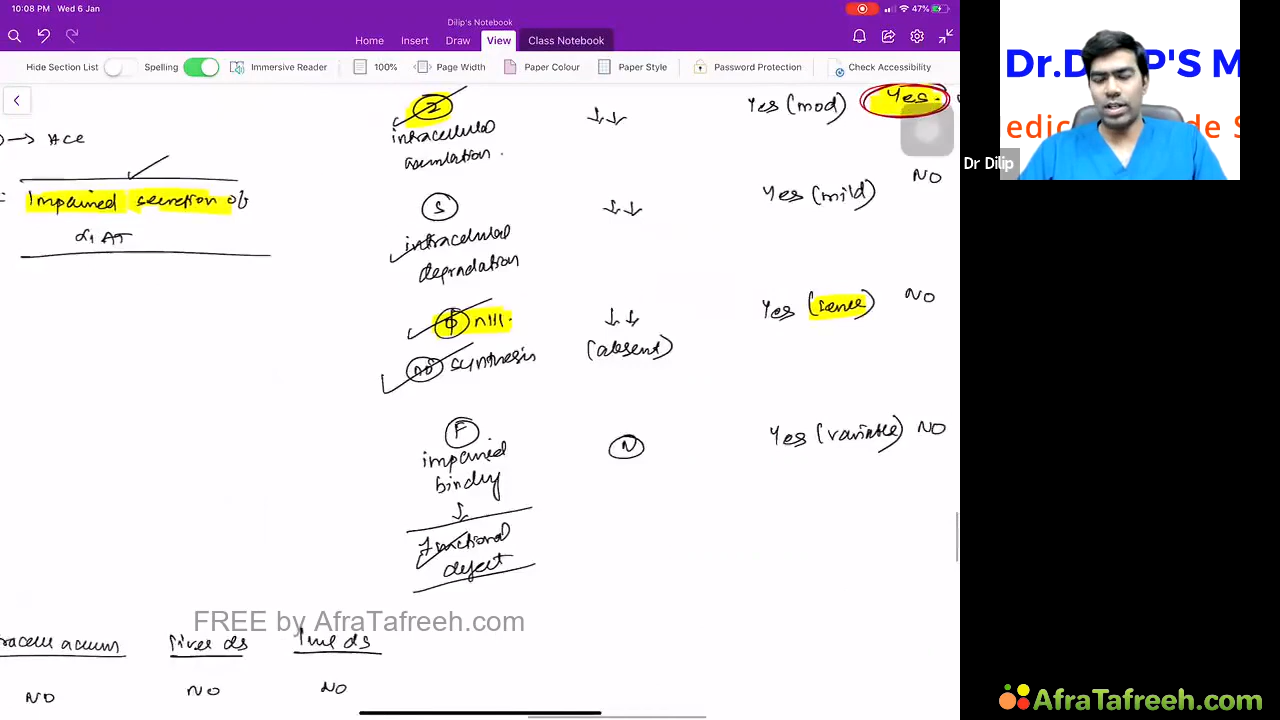 10:08 PM Wed 6 Jan
47%
Dilip's Notebook
Home Insert Draw View Class Notebook
Hide Section List Spelling Immersive Reader 100% Page Width Paper Colour Paper Style Password Protection Check Accessibility
Dr.D P'S M
edic de S
Dr Dilip
→ Ace
Impaired secretion of
α1 AT
Z ↓↓ Yes (mod) Yes.
intracellular
S ↓↓ Yes (mild) NO
intracellular
degradation
φ nill. ↓↓ Yes (severe) NO
no synthesis (absent)
F N Yes (variable) NO
impaired
binding
↓
Functional
defect
FREE by AfraTafreeh.com
accum liver ds lung ds
NO NO NO
AfraTafreeh.com